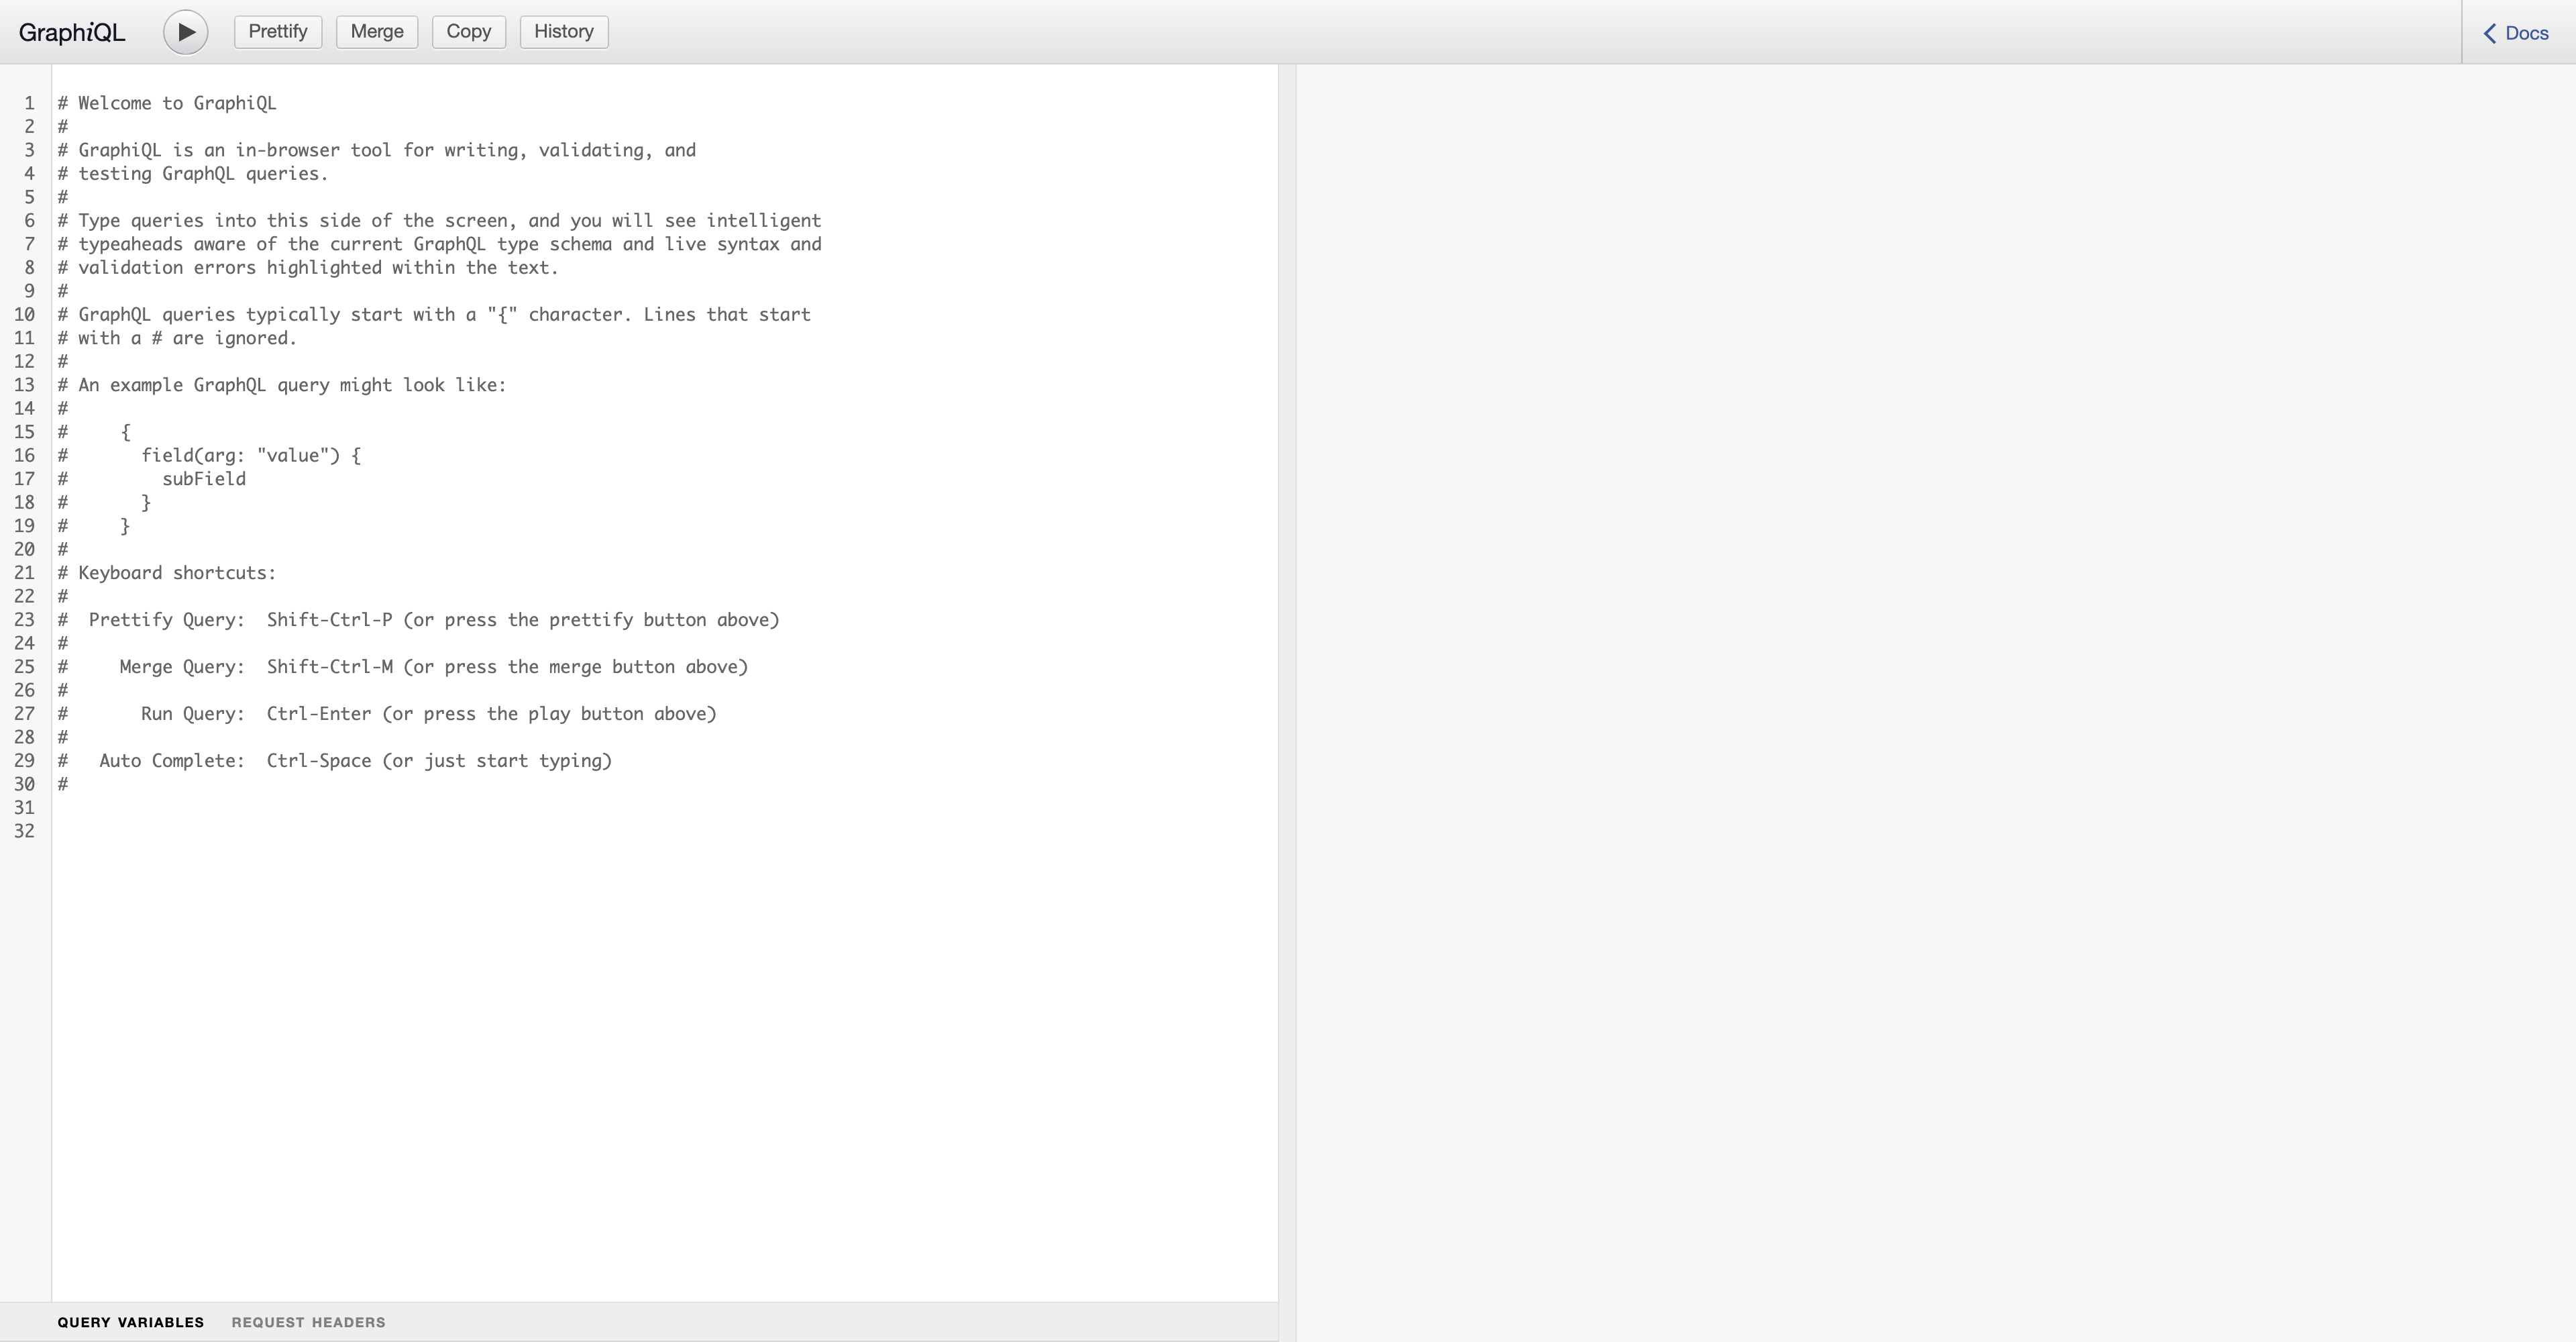 GraphiQL Prettify Merge Copy History Docs
1 # Welcome to GraphiQL
2 #
3 # GraphiQL is an in-browser tool for writing, validating, and
4 # testing GraphQL queries.
5 #
6 # Type queries into this side of the screen, and you will see intelligent
7 # typeaheads aware of the current GraphQL type schema and live syntax and
8 # validation errors highlighted within the text.
9 #
10 # GraphQL queries typically start with a "{" character. Lines that start
11 # with a # are ignored.
12 #
13 # An example GraphQL query might look like:
14 #
15 #     {
16 #       field(arg: "value") {
17 #         subField
18 #       }
19 #     }
20 #
21 # Keyboard shortcuts:
22 #
23 #  Prettify Query:  Shift-Ctrl-P (or press the prettify button above)
24 #
25 #     Merge Query:  Shift-Ctrl-M (or press the merge button above)
26 #
27 #       Run Query:  Ctrl-Enter (or press the play button above)
28 #
29 #   Auto Complete:  Ctrl-Space (or just start typing)
30 #
31
32
QUERY VARIABLES REQUEST HEADERS